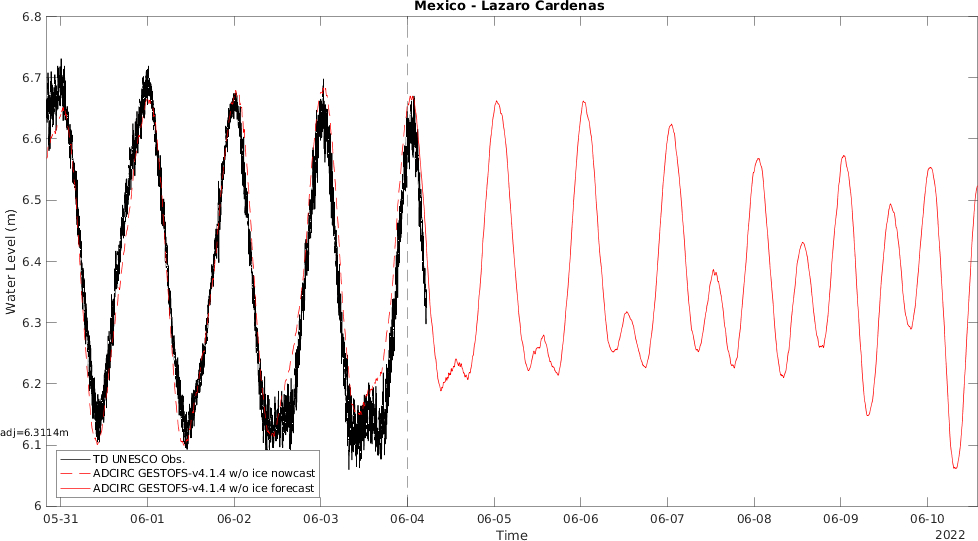 Mexico - Lazaro Cardenas
6.8
6.7
6.6
6.5
6.4
6.3
6.2
6.1
6
Water Level (m)
adj=6.3114m
TD UNESCO Obs.
ADCIRC GESTOFS-v4.1.4 w/o ice nowcast
ADCIRC GESTOFS-v4.1.4 w/o ice forecast
05-31 06-01 06-02 06-03 06-04 06-05 06-06 06-07 06-08 06-09 06-10
Time
2022